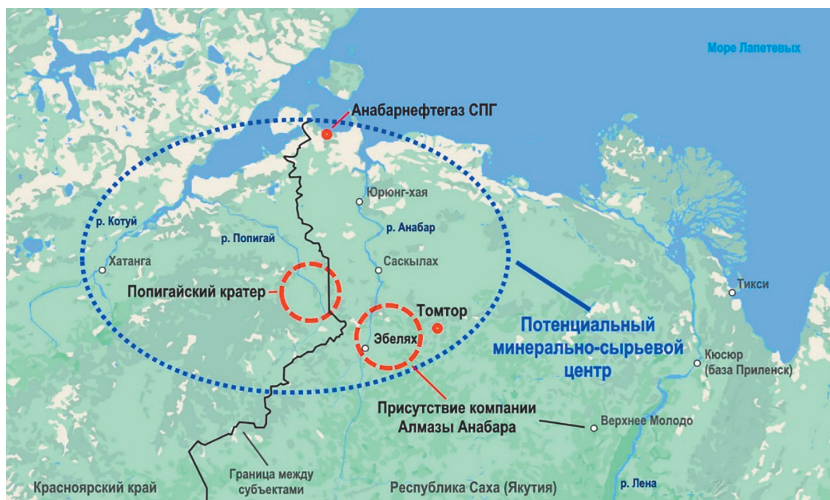 Море Лапетевых
Анабарнефтегаз СПГ
Юрюнг-хая
р. Котуй
р. Попигай
р. Анабар
Хатанга
Саскылах
Попигайский кратер
Тикси
Томтор
Потенциальный
минерально-сырьевой
центр
Эбелях
Кюсюр
(база Приленск)
Присутствие компании
Алмазы Анабара
Верхнее Молодо
Граница между
субъектами
Красноярский край
Республика Саха (Якутия)
р. Лена